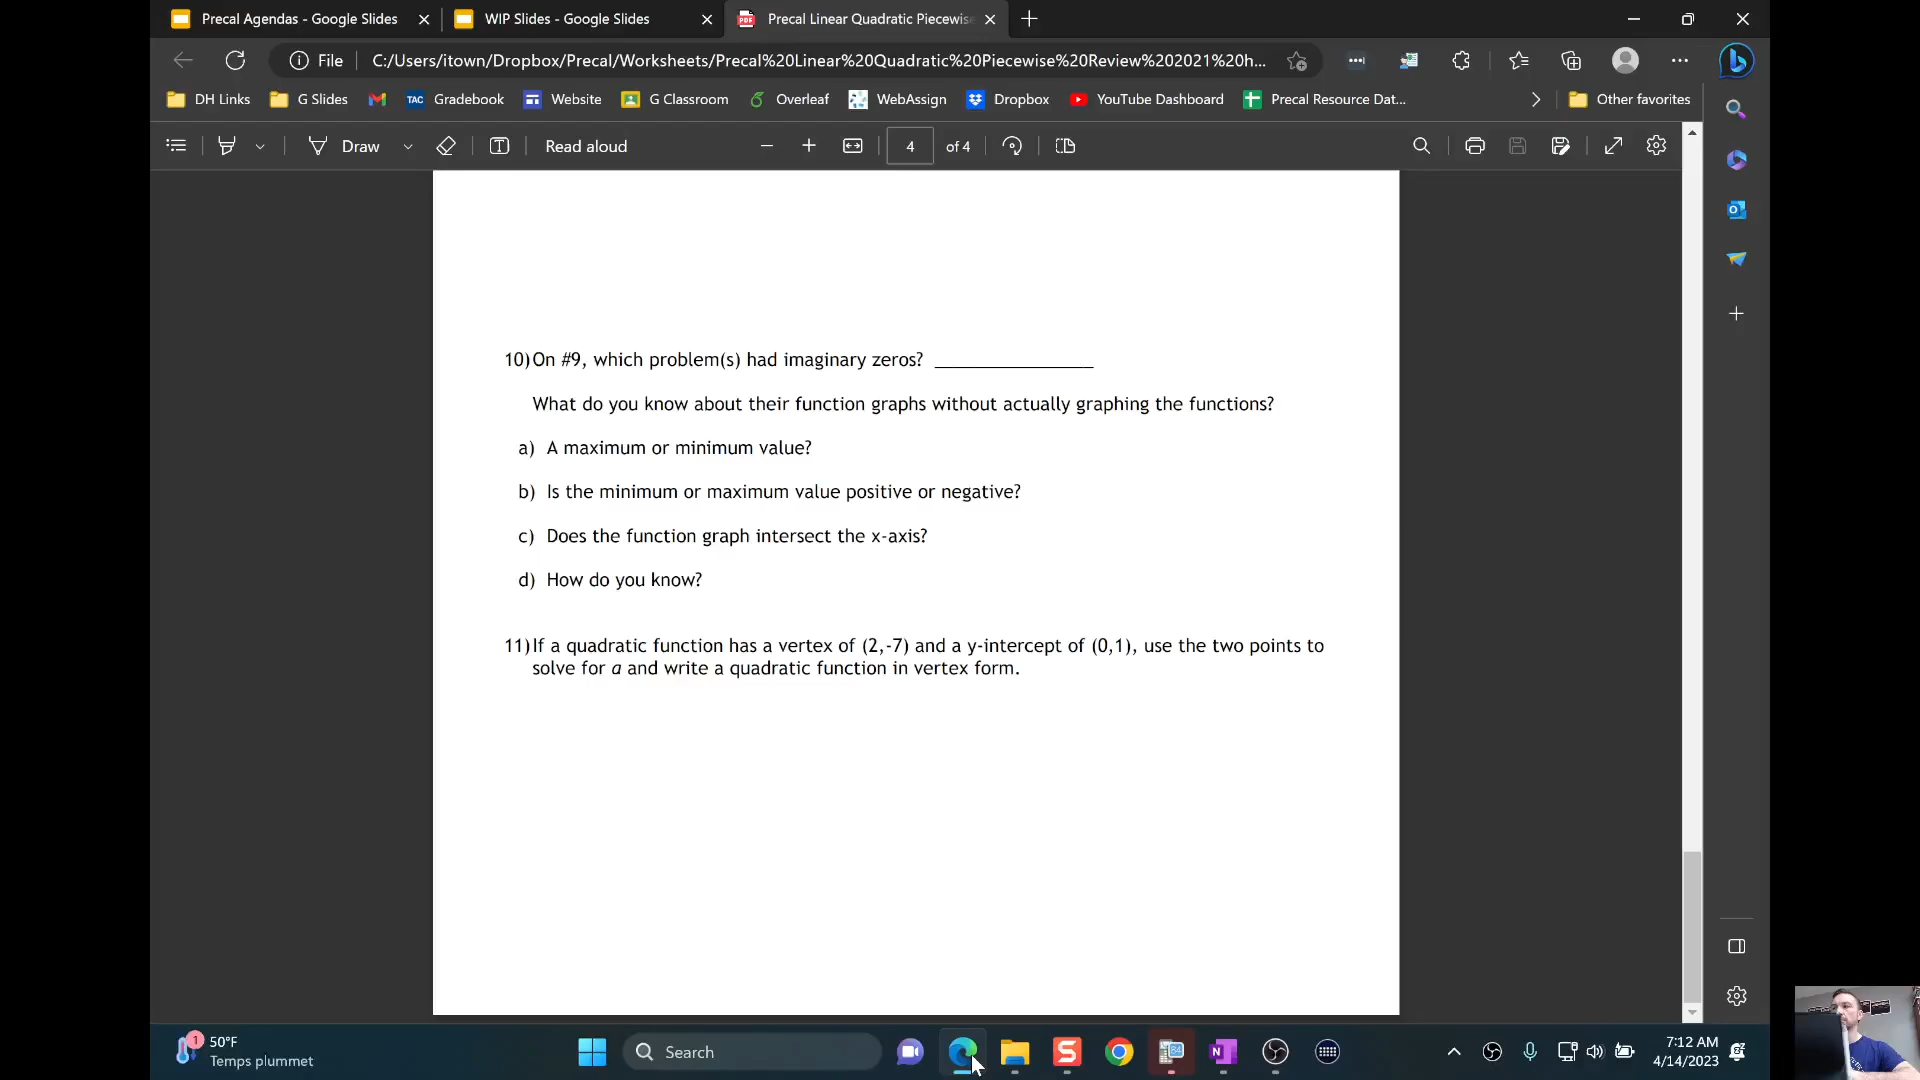 Precal Agendas - Google Slides
WIP Slides - Google Slides
PDF
Precal Linear Quadratic Piecewise
File
C:/Users/itown/Dropbox/Precal/Worksheets/Precal%20Linear%20Quadratic%20Piecewise%20Review%202021%20h...
DH Links
G Slides
TAC
Gradebook
Website
G Classroom
Overleaf
WebAssign
Dropbox
YouTube Dashboard
Precal Resource Dat...
Other favorites
Draw
Read aloud
4
of 4
10) On #9, which problem(s) had imaginary zeros? ________________
What do you know about their function graphs without actually graphing the functions?
a) A maximum or minimum value?
b) Is the minimum or maximum value positive or negative?
c) Does the function graph intersect the x-axis?
d) How do you know?
11) If a quadratic function has a vertex of (2,-7) and a y-intercept of (0,1), use the two points to
solve for a and write a quadratic function in vertex form.
1
50°F
Temps plummet
Search
S
N
7:12 AM
4/14/2023